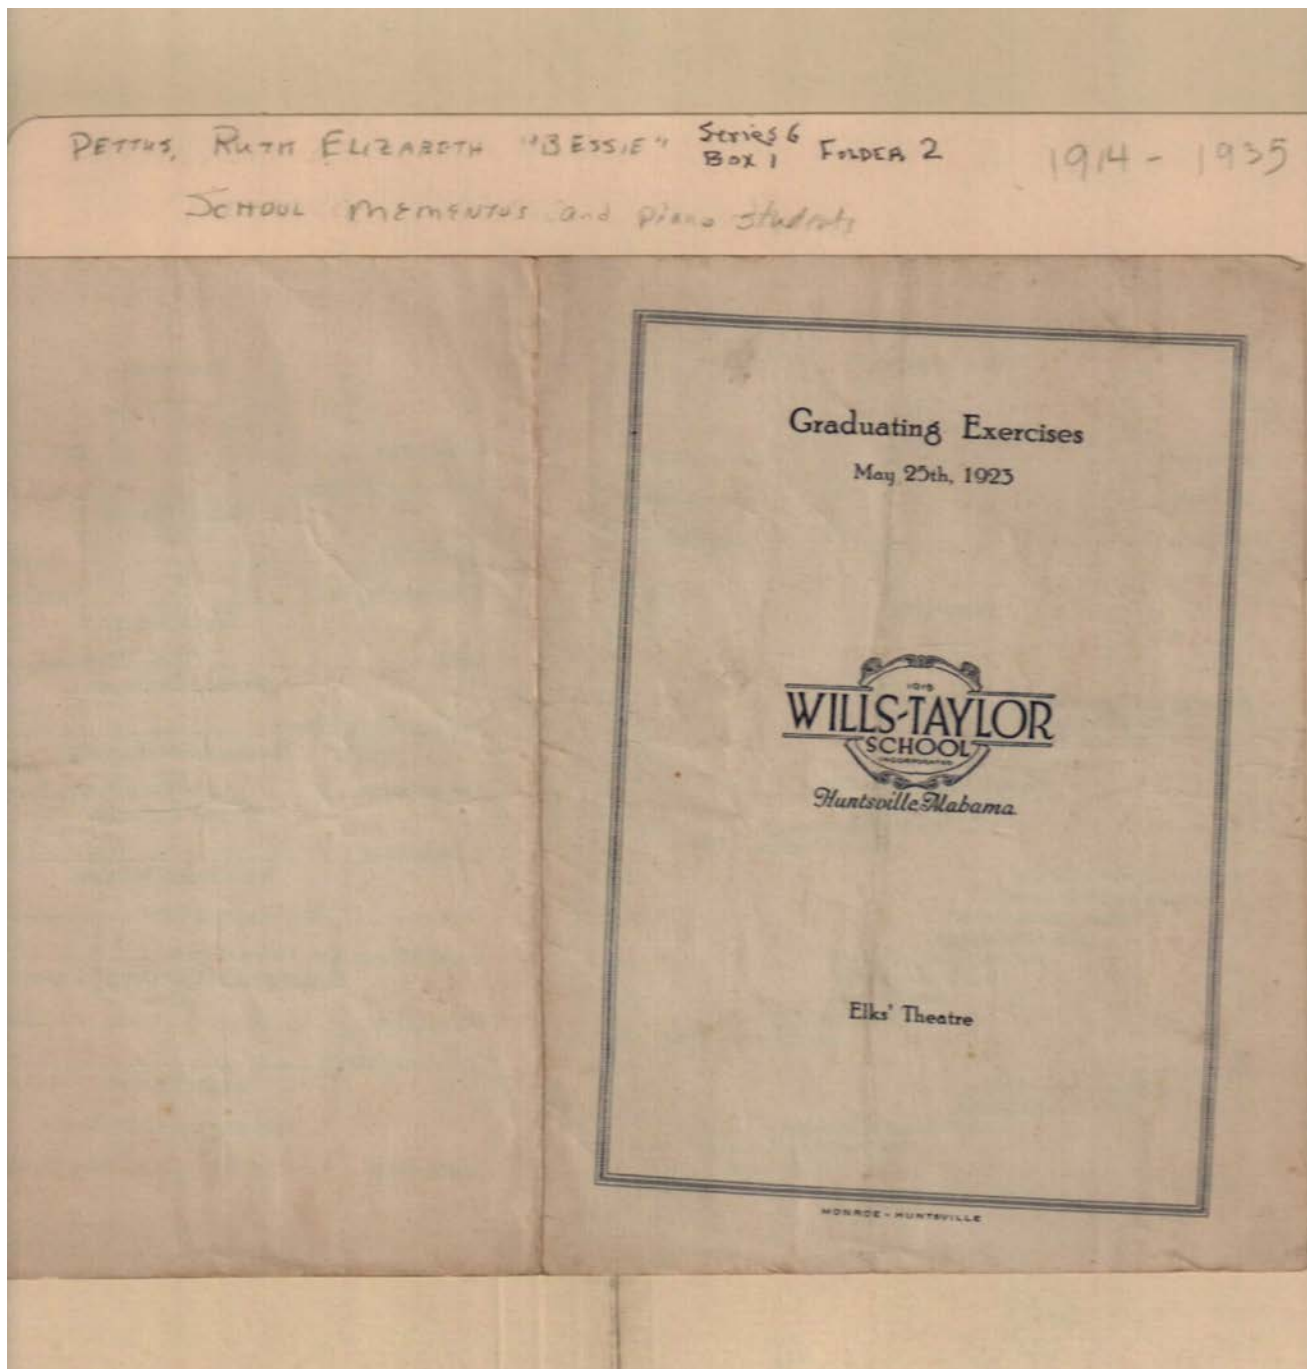 PETTUS, RUTH ELIZABETH "BESSIE" Series 6 Box 1 FOLDER 2 1914 - 1935
SCHOOL MEMENTOS and piano students
Graduating Exercises
May 25th, 1923
WILLS-TAYLOR
SCHOOL
INCORPORATED
Huntsville, Alabama.
Elks' Theatre
MONROE - HUNTSVILLE